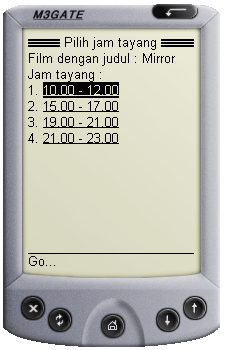 M3GATE
Pilih jam tayang
Film dengan judul : Mirror
Jam tayang :
1. 10.00 - 12.00
2. 15.00 - 17.00
3. 19.00 - 21.00
4. 21.00 - 23.00
Go...